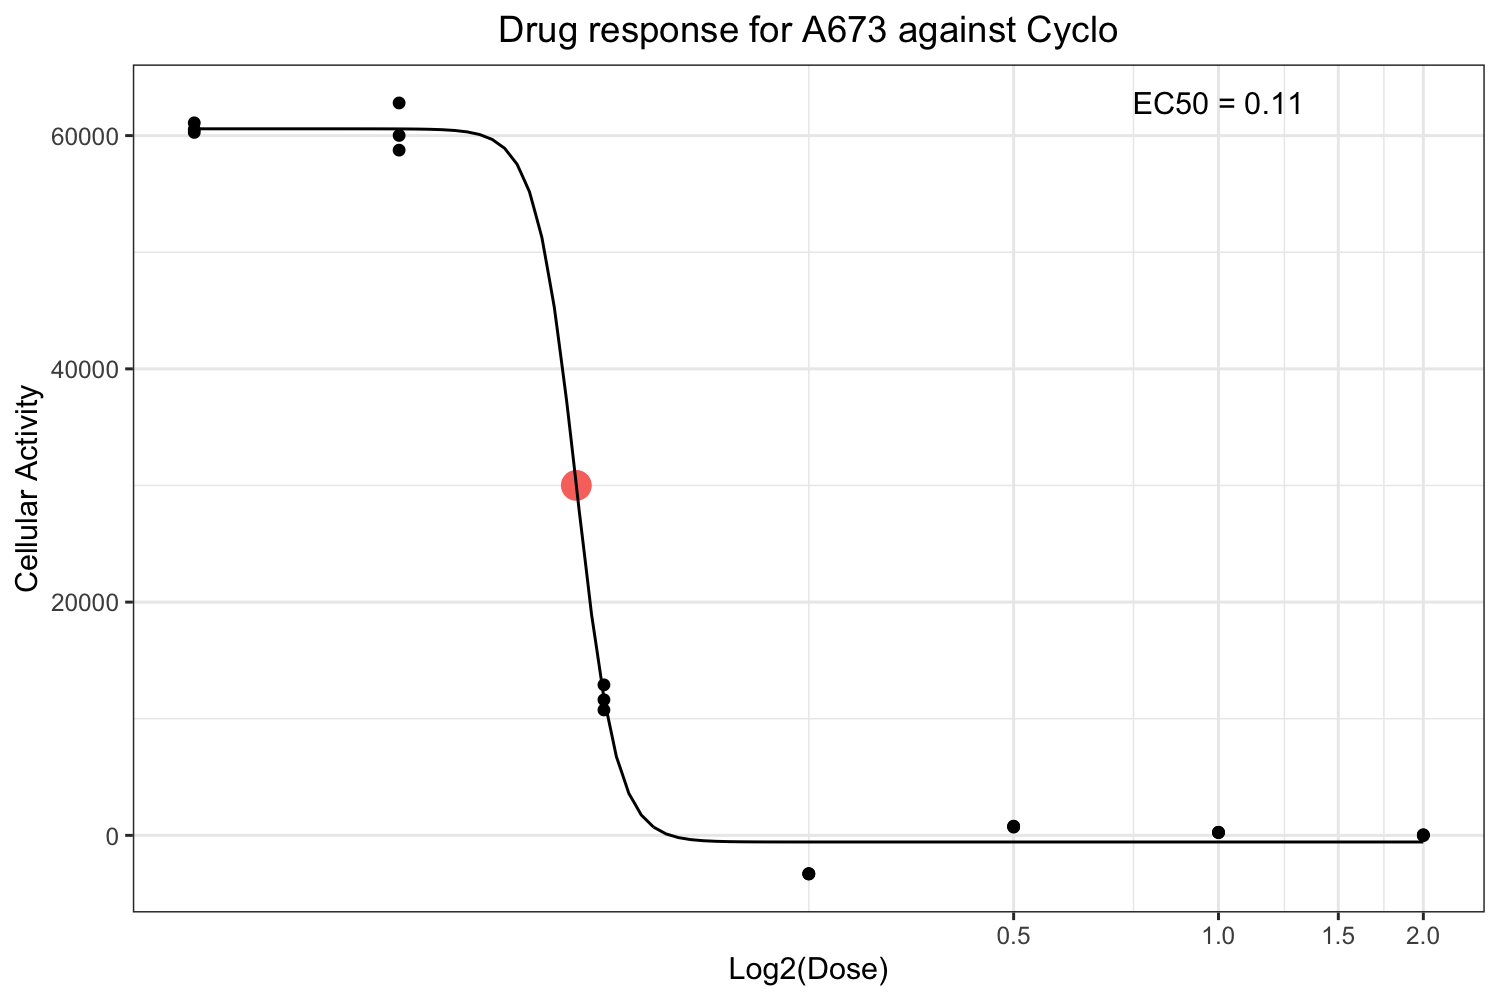 Drug response for A673 against Cyclo
EC50 = 0.11
60000
40000
20000
0
Cellular Activity
0.5
1.0
1.5
2.0
Log2(Dose)